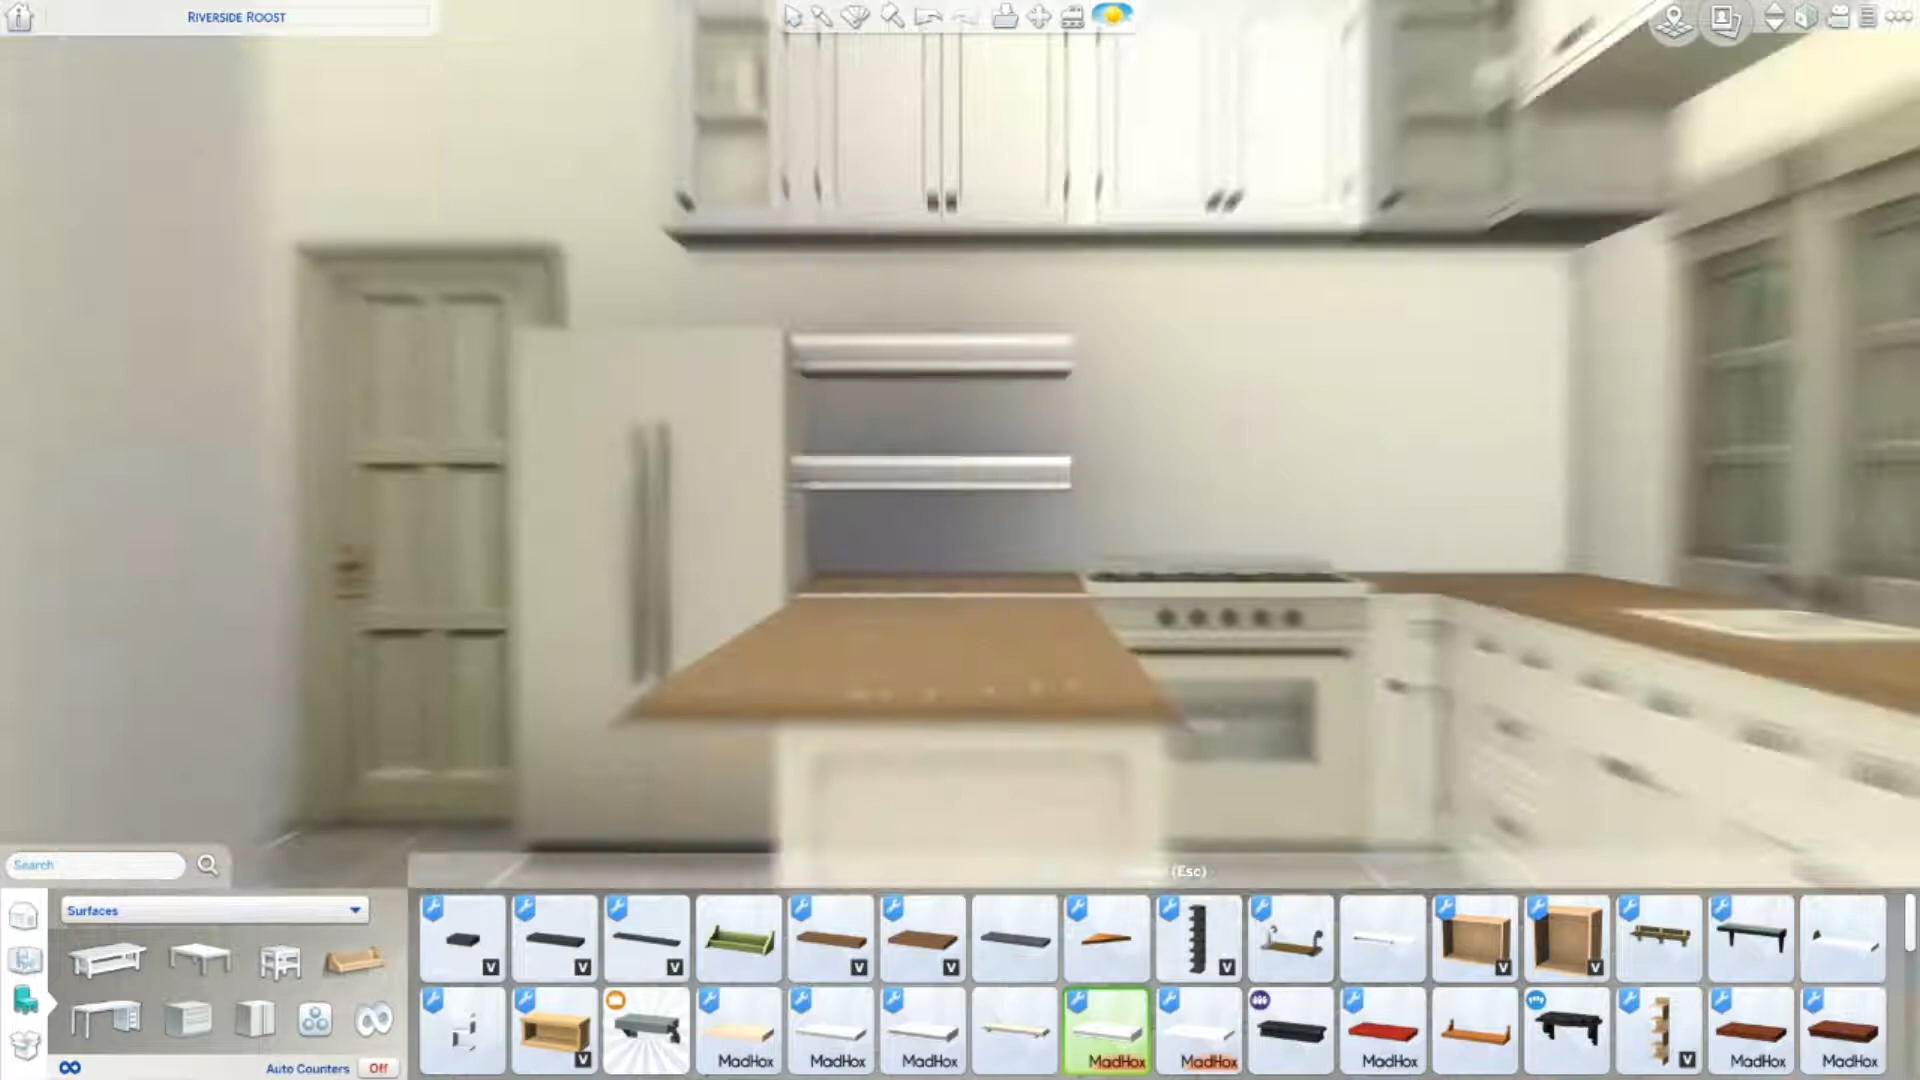 RIVERSIDE ROOST
(Esc)
Search
Surfaces
Auto Counters Off
V V V V V V V V V
V V
MadHox MadHox MadHox MadHox MadHox MadHox MadHox MadHox